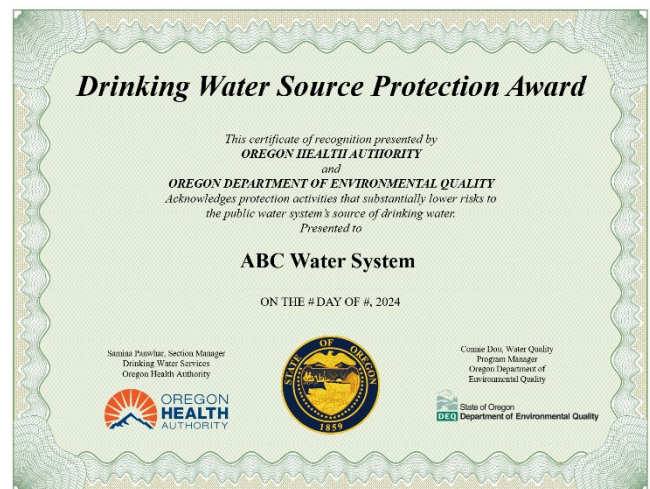 Drinking Water Source Protection Award
This certificate of recognition presented by
OREGON HEALTH AUTHORITY
and
OREGON DEPARTMENT OF ENVIRONMENTAL QUALITY
Acknowledges protection activities that substantially lower risks to
the public water system's source of drinking water.
Presented to
ABC Water System
ON THE # DAY OF #, 2024
Samina Panwhar, Section Manager
Drinking Water Services
Oregon Health Authority
OREGON
HEALTH
AUTHORITY
STATE OF OREGON
1859
Connie Dou, Water Quality
Program Manager
Oregon Department of
Environmental Quality
State of Oregon
DEQ Department of Environmental Quality